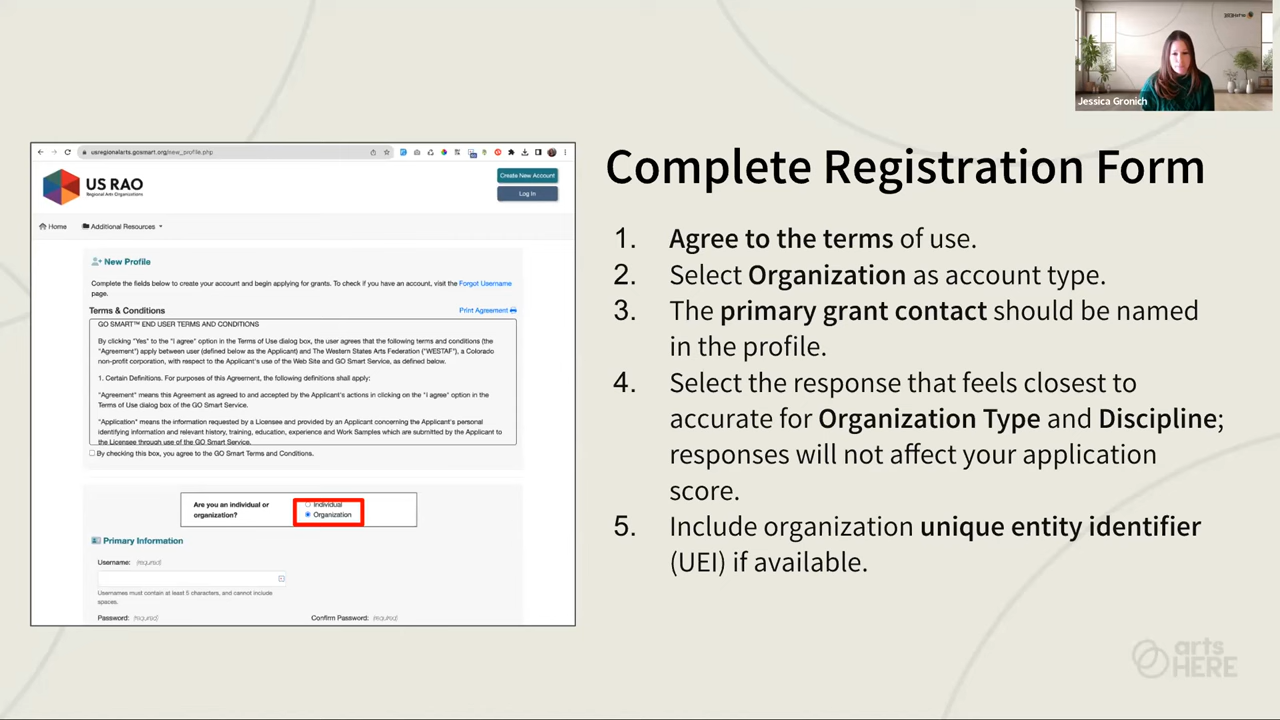 Jessica Gronich
usregionalarts.gosmart.org/new_profile.php
US RAO
Regional Arts Organizations
Create New Account
Log In
Home
Additional Resources
New Profile
Complete the fields below to create your account and begin applying for grants. To check if you have an account, visit the Forgot Username
page.
Terms & Conditions
Print Agreement
GO SMART™ END USER TERMS AND CONDITIONS
By clicking "Yes" to the "I agree" option in the Terms of Use dialog box, the user agrees that the following terms and conditions (the
"Agreement") apply between user (defined below as the Applicant) and The Western States Arts Federation ("WESTAF"), a Colorado
non-profit corporation, with respect to the Applicant's use of the Web Site and GO Smart Service, as defined below.
1. Certain Definitions. For purposes of this Agreement, the following definitions shall apply:
"Agreement" means this Agreement as agreed to and accepted by the Applicant's actions in clicking on the "I agree" option in the
Terms of Use dialog box of the GO Smart Service.
"Application" means the information requested by a Licensee and provided by an Applicant concerning the Applicant's personal
identifying information and relevant history, training, education, experience and Work Samples which are submitted by the Applicant to
the Licensee through use of the GO Smart Service.
By checking this box, you agree to the GO Smart Terms and Conditions.
Are you an individual or
organization?
Individual
Organization
Primary Information
Username: (required)
Usernames must contain at least 5 characters, and cannot include
spaces.
Password: (required)
Confirm Password: (required)
Complete Registration Form
1. Agree to the terms of use.
2. Select Organization as account type.
3. The primary grant contact should be named
in the profile.
4. Select the response that feels closest to
accurate for Organization Type and Discipline;
responses will not affect your application
score.
5. Include organization unique entity identifier
(UEI) if available.
arts
HERE